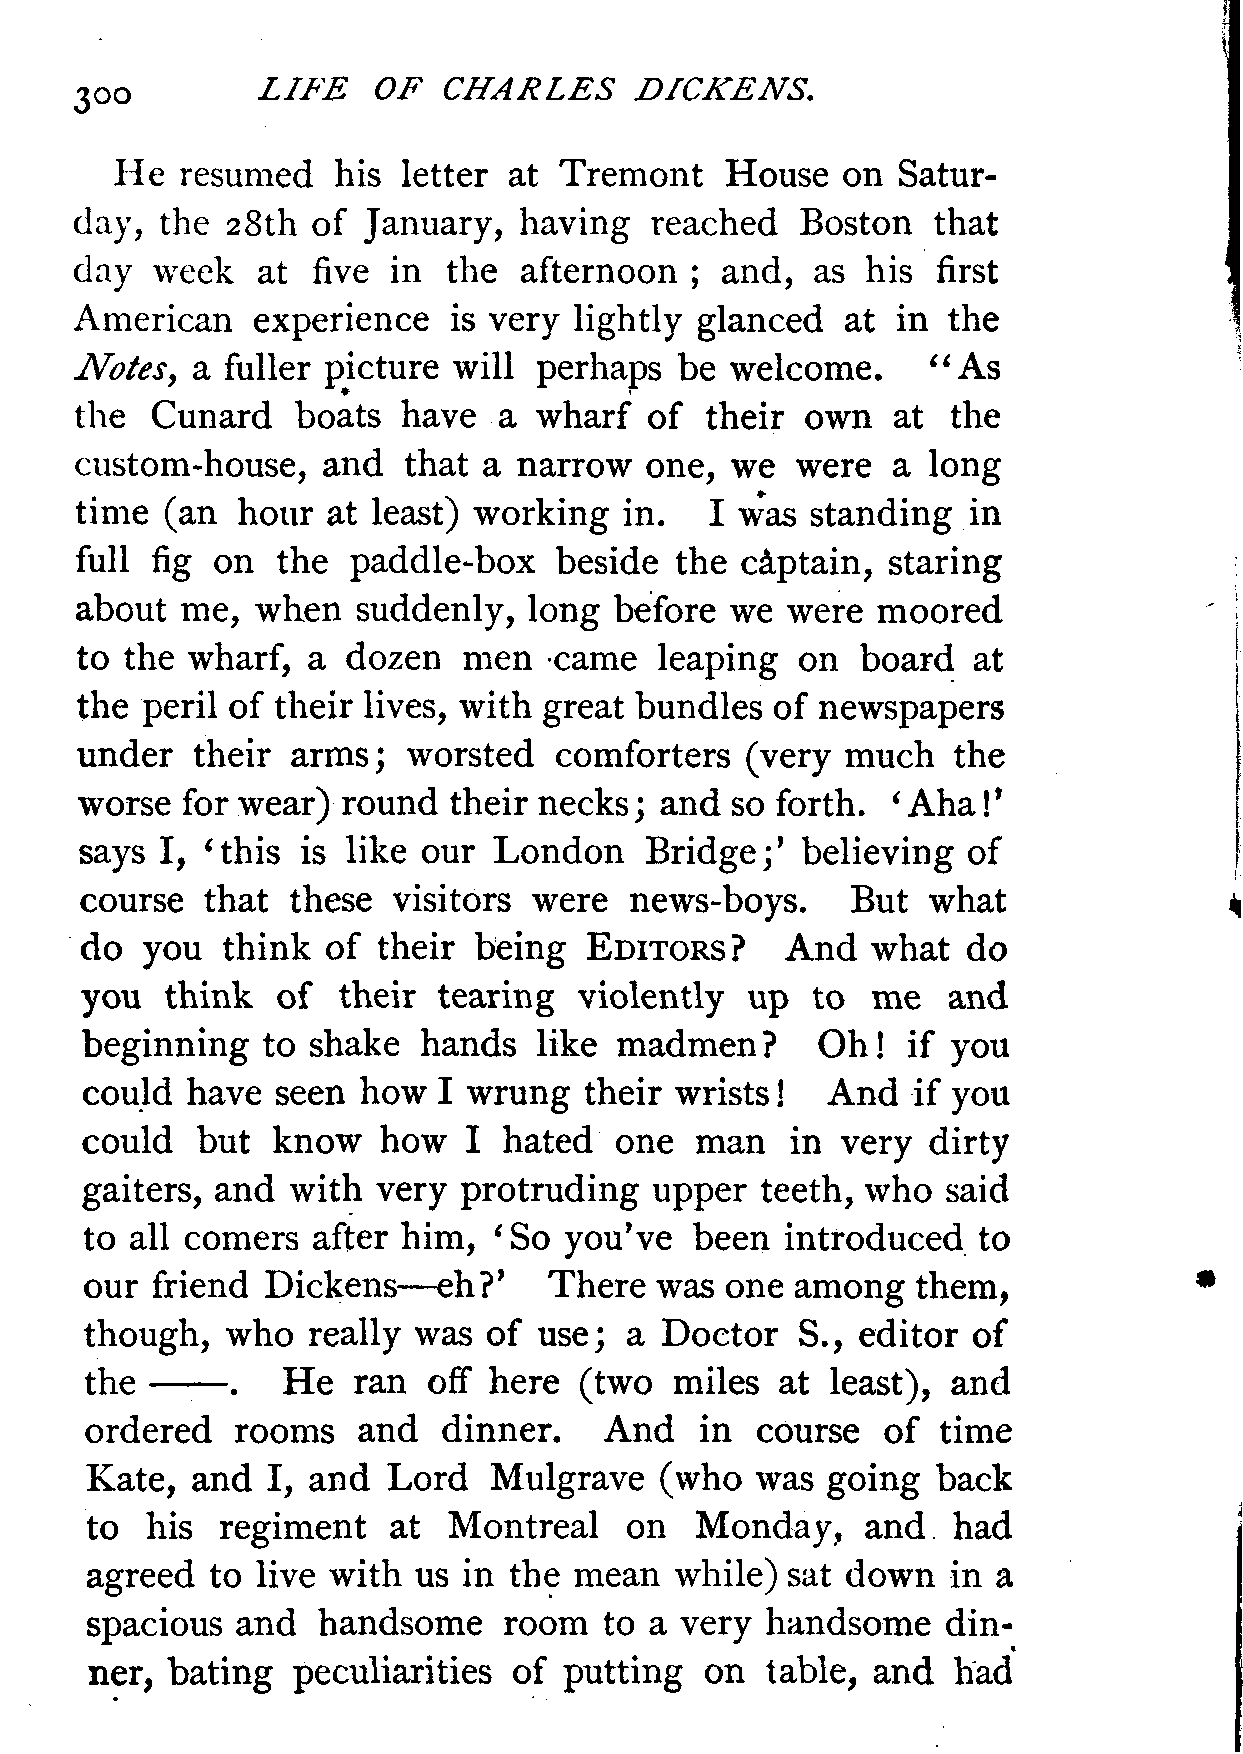 300 LIFE OF CHARLES DICKENS.
He resumed his letter at Tremont House on Satur-
day, the 28th of January, having reached Boston that
day week at five in the afternoon ; and, as his first
American experience is very lightly glanced at in the
Notes, a fuller picture will perhaps be welcome. “As
the Cunard boats have a wharf of their own at the
custom-house, and that a narrow one, we were a long
time (an hour at least) working in. I was standing in
full fig on the paddle-box beside the captain, staring
about me, when suddenly, long before we were moored
to the wharf, a dozen men came leaping on board at
the peril of their lives, with great bundles of newspapers
under their arms; worsted comforters (very much the
worse for wear) round their necks; and so forth. ‘Aha!’
says I, ‘this is like our London Bridge;’ believing of
course that these visitors were news-boys. But what
do you think of their being EDITORS? And what do
you think of their tearing violently up to me and
beginning to shake hands like madmen? Oh! if you
could have seen how I wrung their wrists! And if you
could but know how I hated one man in very dirty
gaiters, and with very protruding upper teeth, who said
to all comers after him, ‘So you’ve been introduced to
our friend Dickens—eh?’ There was one among them,
though, who really was of use; a Doctor S., editor of
the ——. He ran off here (two miles at least), and
ordered rooms and dinner. And in course of time
Kate, and I, and Lord Mulgrave (who was going back
to his regiment at Montreal on Monday, and had
agreed to live with us in the mean while) sat down in a
spacious and handsome room to a very handsome din-
ner, bating peculiarities of putting on table, and had